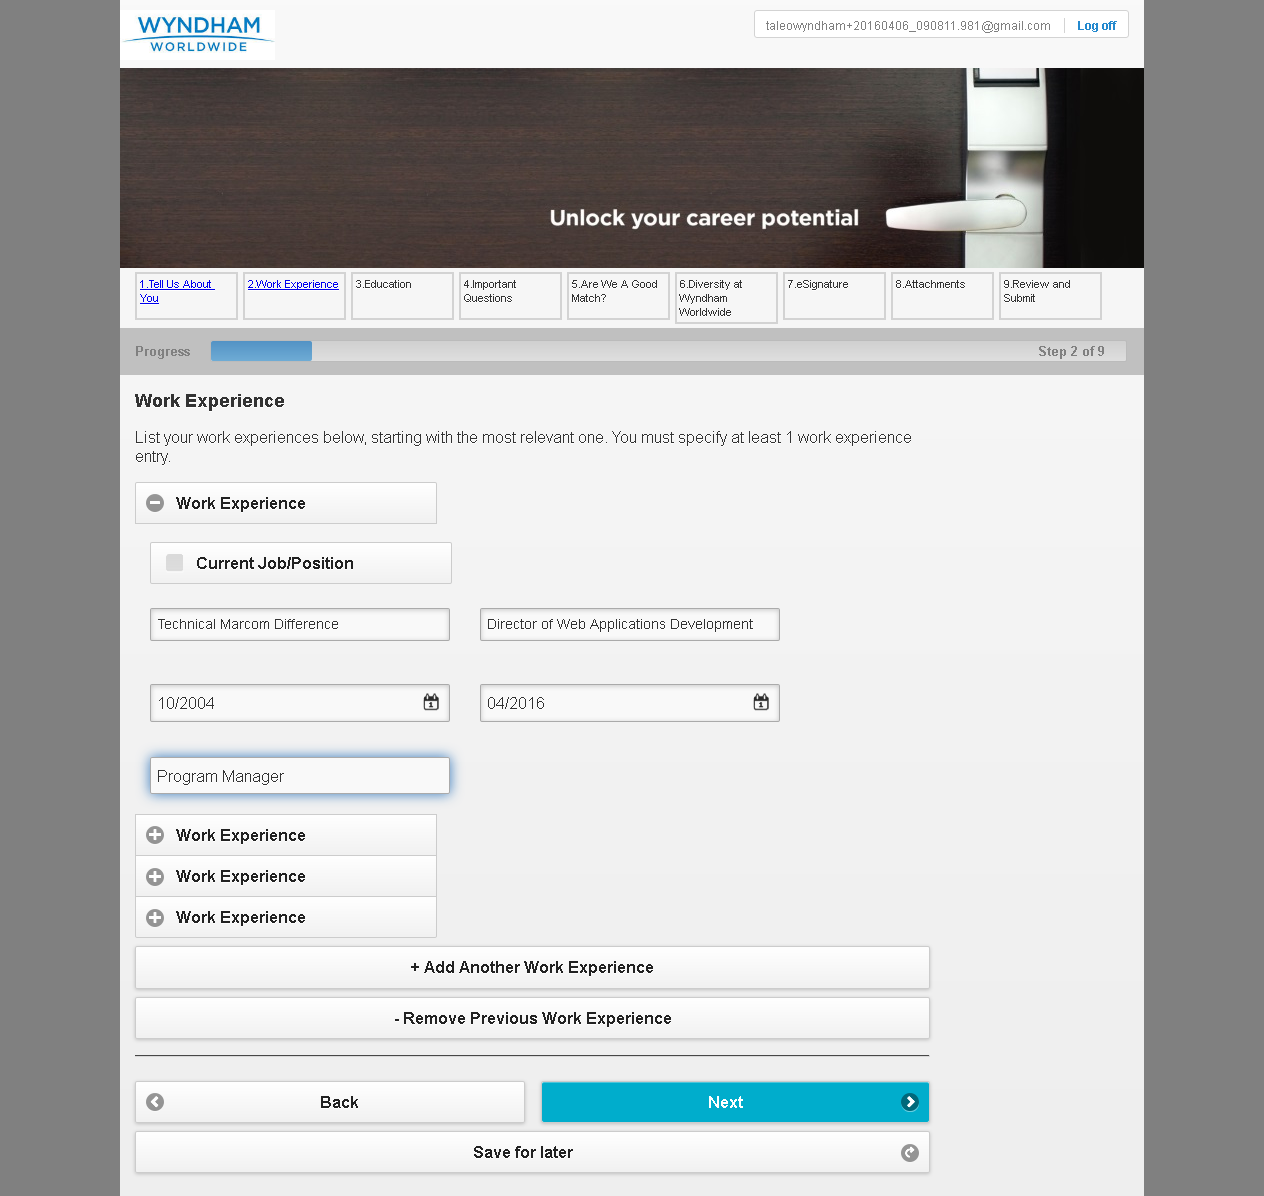 WYNDHAM
WORLDWIDE
taleowyndham+20160406_090811.981@gmail.com
Log off
Unlock your career potential
1.Tell Us About
You
2.Work Experience
3.Education
4.Important
Questions
5.Are We A Good
Match?
6.Diversity at
Wyndham
Worldwide
7.eSignature
8.Attachments
9.Review and
Submit
Progress
Step 2 of 9
Work Experience
List your work experiences below, starting with the most relevant one. You must specify at least 1 work experience
entry.
Work Experience
Current Job/Position
Technical Marcom Difference
Director of Web Applications Development
10/2004
04/2016
Program Manager
Work Experience
Work Experience
Work Experience
+ Add Another Work Experience
- Remove Previous Work Experience
Back
Next
Save for later